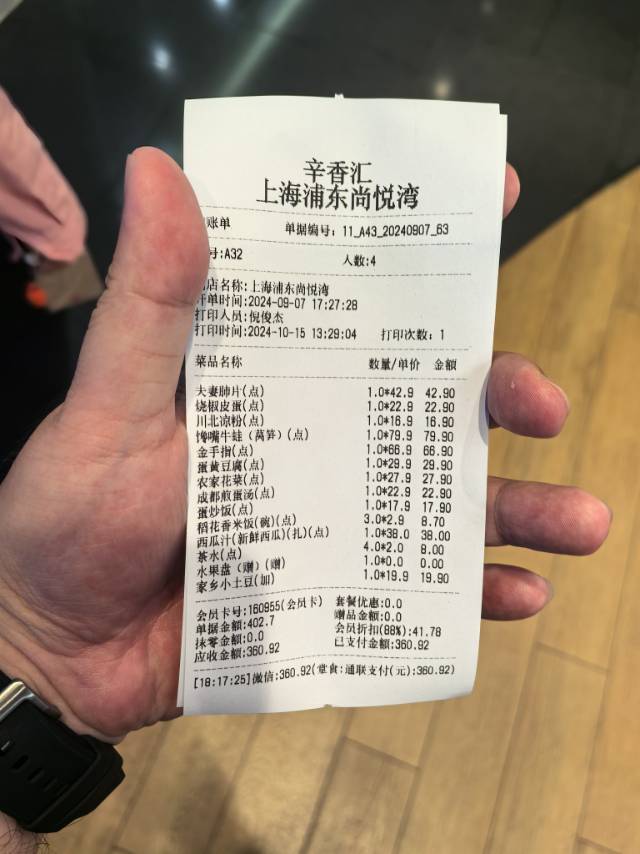 辛香汇
上海浦东尚悦湾
账单 单据编号: 11_A43_20240907_63
号:A32 人数:4
店名称:上海浦东尚悦湾
开单时间:2024-09-07 17:27:28
打印人员:倪俊杰
打印时间:2024-10-15 13:29:04 打印次数: 1
菜品名称 数量/单价 金额
夫妻肺片(点) 1.0*42.9 42.90
烧椒皮蛋(点) 1.0*22.9 22.90
川北凉粉(点) 1.0*16.9 16.90
馋嘴牛蛙（莴笋）(点) 1.0*79.9 79.90
金手指(点) 1.0*66.9 66.90
蛋黄豆腐(点) 1.0*29.9 29.90
农家花菜(点) 1.0*27.9 27.90
成都煎蛋汤(点) 1.0*22.9 22.90
蛋炒饭(点) 1.0*17.9 17.90
稻花香米饭(碗)(点) 3.0*2.9 8.70
西瓜汁(新鲜西瓜)(扎)(点) 1.0*38.0 38.00
茶水(点) 4.0*2.0 8.00
水果盘（赠）(赠) 1.0*0.0 0.00
家乡小土豆(加) 1.0*19.9 19.90
会员卡号:160955(会员卡) 套餐优惠:0.0
单据金额:402.7 赠品金额:0.0
抹零金额:0.0 会员折扣(88%):41.78
应收金额:360.92 已支付金额:360.92
[18:17:25]微信:360.92(堂食:通联支付(元):360.92)